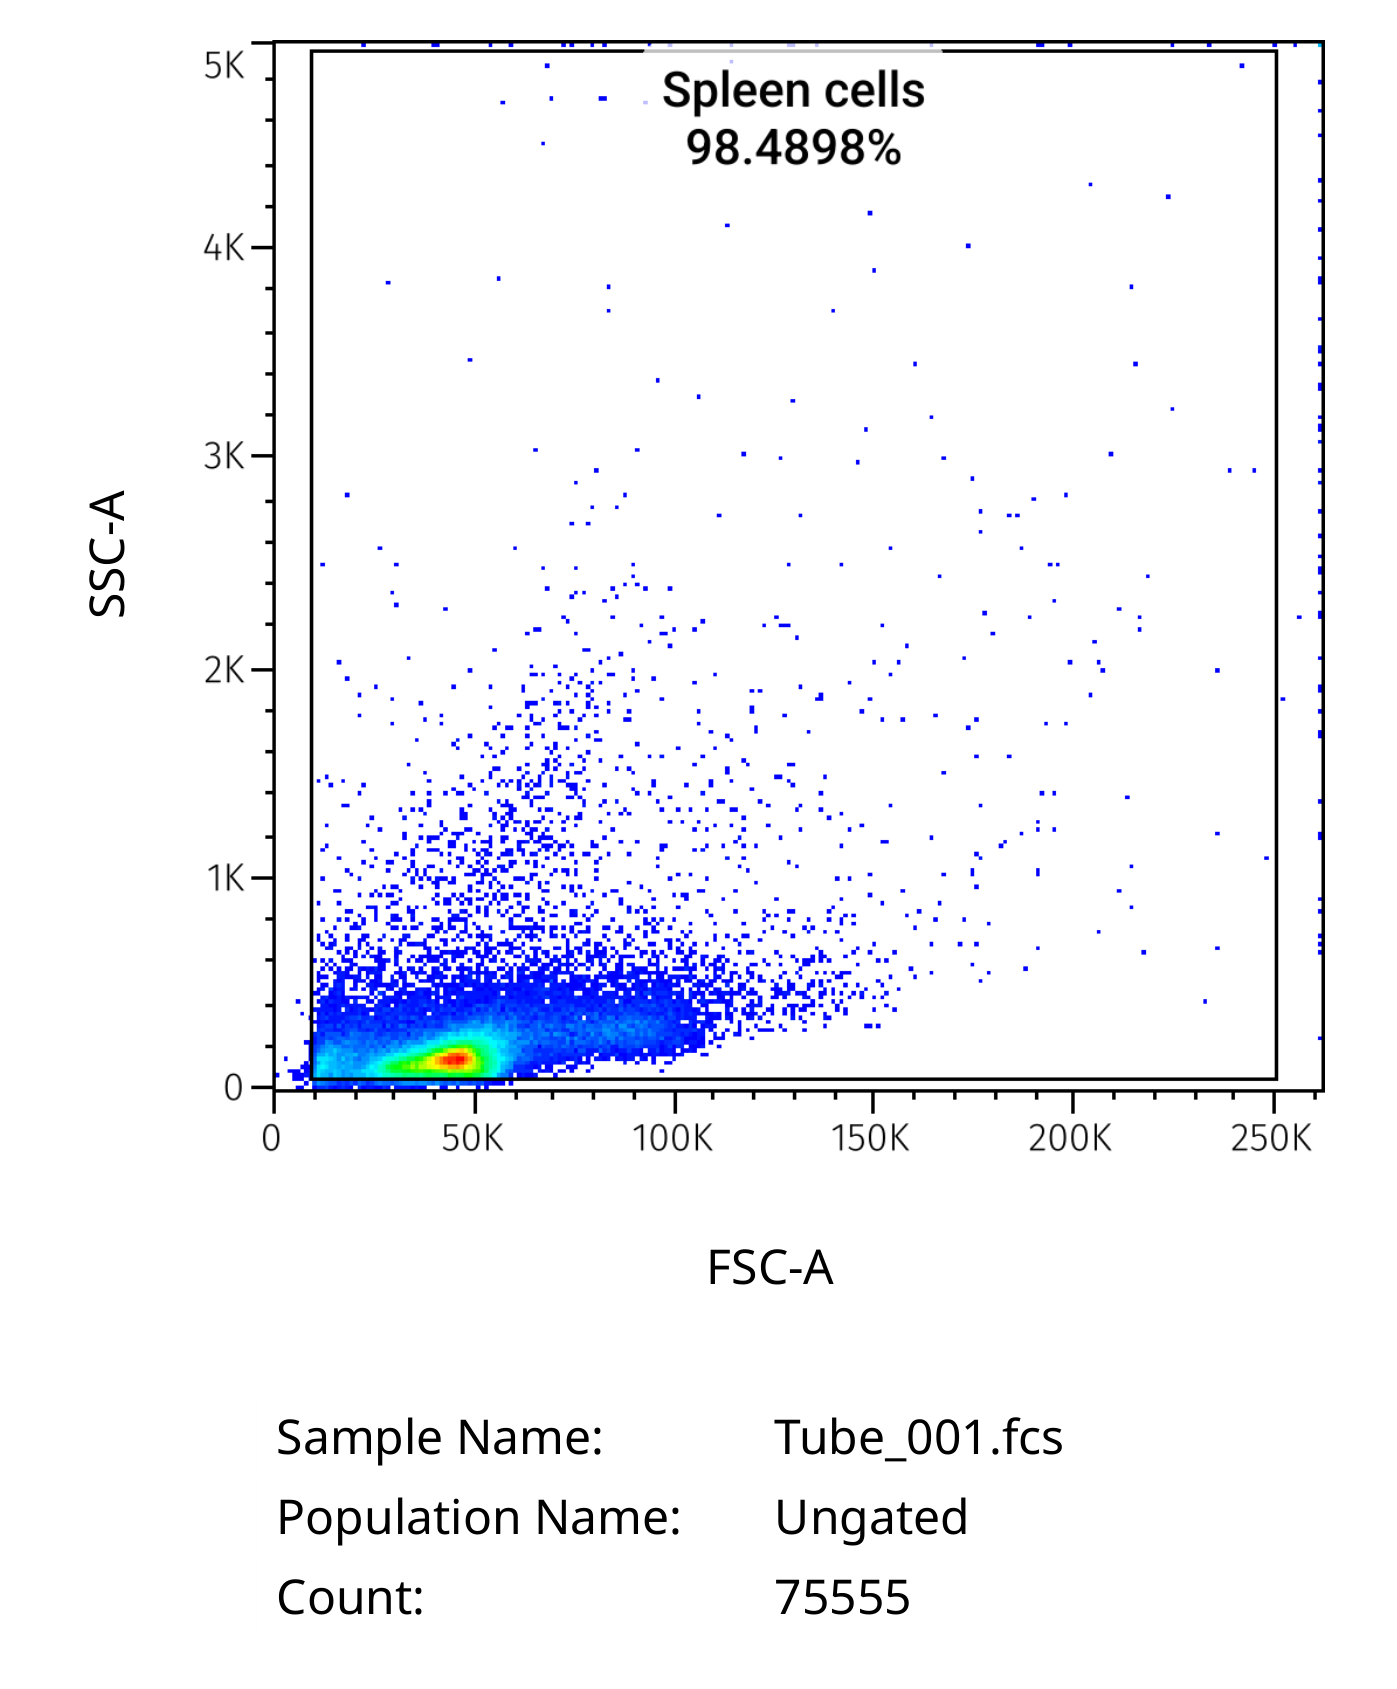 Spleen cells
98.4898%
5K
4K
3K
2K
1K
0
SSC-A
0 50K 100K 150K 200K 250K
FSC-A
Sample Name: Tube_001.fcs
Population Name: Ungated
Count: 75555